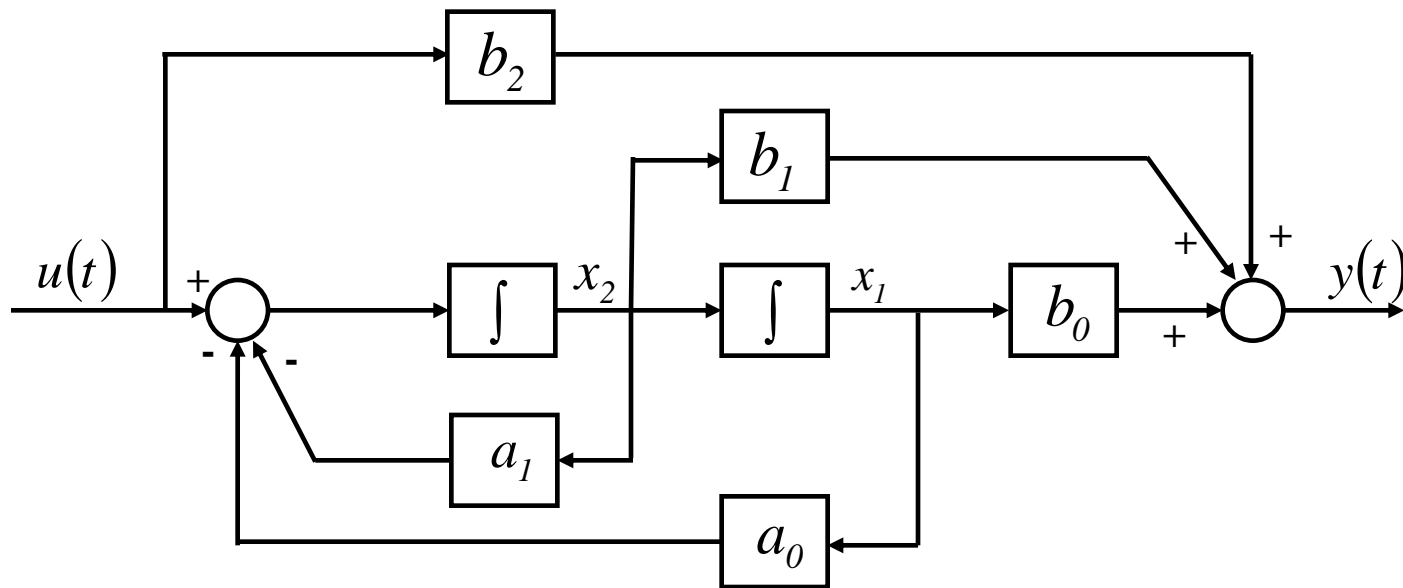 b₂
b₁
+ +
u(t) + ∫ x₂ ∫ x₁ b₀ + y(t)
- -
a₁
a₀